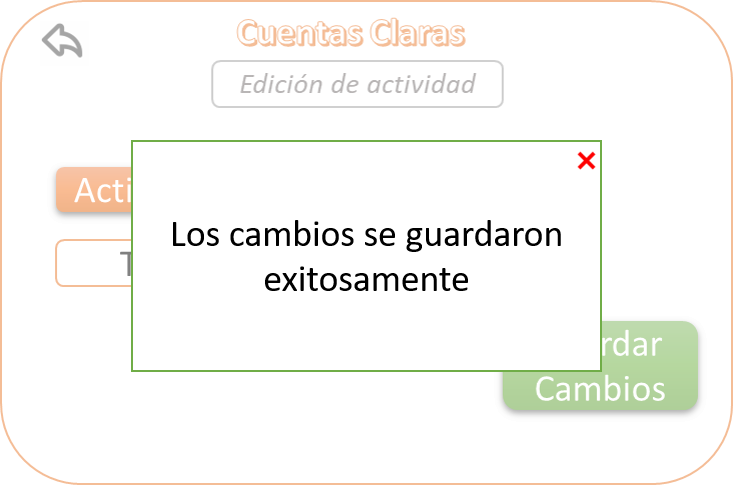 Cuentas Claras
Edición de actividad
Acti
Los cambios se guardaron
exitosamente
T
rdar
Cambios